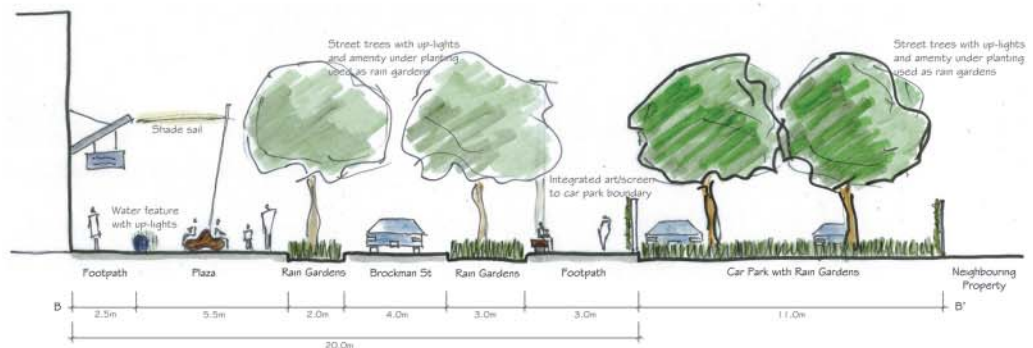 Street trees with up-lights
and amenity under planting
used as rain gardens
Street trees with up-lights
and amenity under planting
used as rain gardens
Shade sail
Integrated art/screen
to car park boundary
Water feature
with up-lights
Footpath
Plaza
Rain Gardens
Brockman St
Rain Gardens
Footpath
Car Park with Rain Gardens
Neighbouring
Property
B
B'
2.5m
5.5m
2.0m
4.0m
3.0m
3.0m
11.0m
20.0m